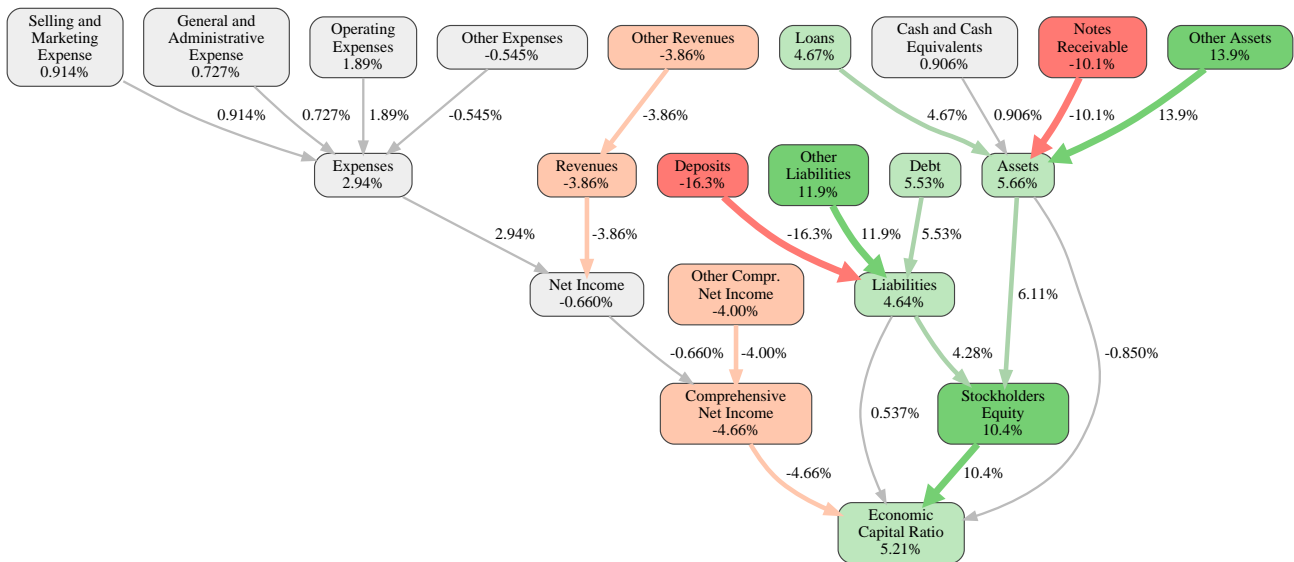 Selling and
Marketing
Expense
0.914%
General and
Administrative
Expense
0.727%
Operating
Expenses
1.89%
Other Expenses
-0.545%
Other Revenues
-3.86%
Loans
4.67%
Cash and Cash
Equivalents
0.906%
Notes
Receivable
-10.1%
Other Assets
13.9%
0.914%
0.727%
1.89%
-0.545%
-3.86%
4.67%
0.906%
-10.1%
13.9%
Expenses
2.94%
Revenues
-3.86%
Deposits
-16.3%
Other
Liabilities
11.9%
Debt
5.53%
Assets
5.66%
2.94%
-3.86%
-16.3%
11.9%
5.53%
Net Income
-0.660%
Other Compr.
Net Income
-4.00%
Liabilities
4.64%
6.11%
-0.660%
-4.00%
4.28%
-0.850%
Comprehensive
Net Income
-4.66%
0.537%
Stockholders
Equity
10.4%
-4.66%
10.4%
Economic
Capital Ratio
5.21%